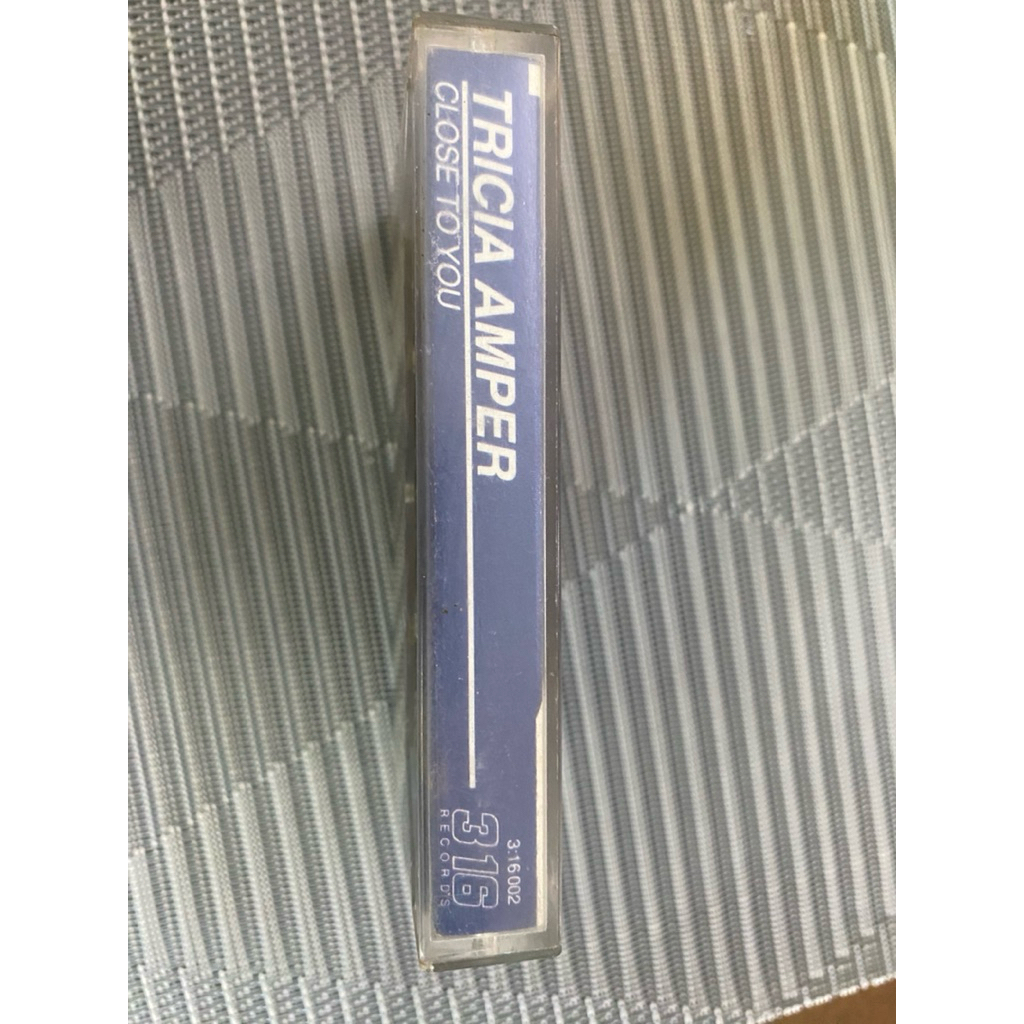 TRICIA AMPER
CLOSE TO YOU
3:16 002
316
RECORDS